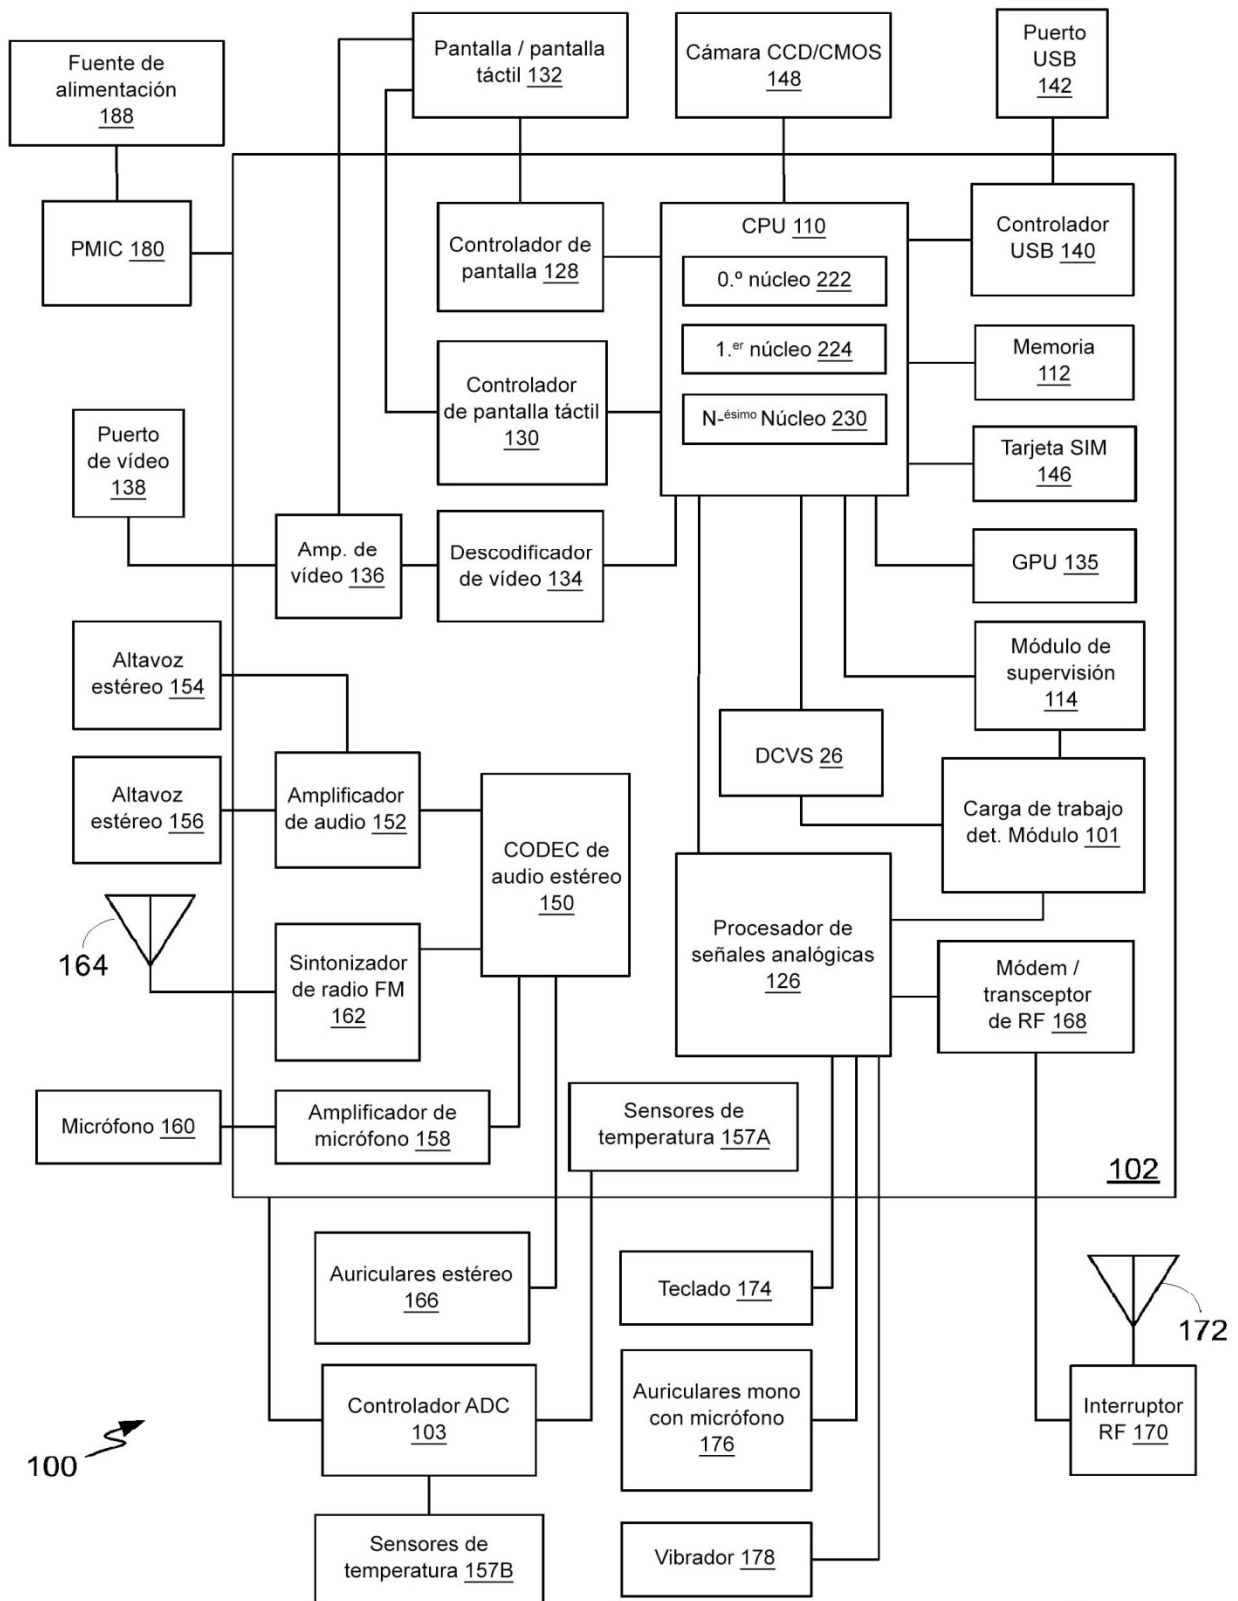 Fuente de
alimentación
188
Pantalla / pantalla
táctil 132
Cámara CCD/CMOS
148
Puerto
USB
142
PMIC 180
Controlador de
pantalla 128
CPU 110
0.º núcleo 222
1.er núcleo 224
N-ésimo Núcleo 230
Controlador
USB 140
Memoria
112
Controlador
de pantalla táctil
130
Puerto
de vídeo
138
Tarjeta SIM
146
Amp. de
vídeo 136
Descodificador
de vídeo 134
GPU 135
Altavoz
estéreo 154
Módulo de
supervisión
114
DCVS 26
Altavoz
estéreo 156
Amplificador
de audio 152
CODEC de
audio estéreo
150
Carga de trabajo
det. Módulo 101
164
Sintonizador
de radio FM
162
Procesador de
señales analógicas
126
Módem /
transceptor
de RF 168
Micrófono 160
Amplificador de
micrófono 158
Sensores de
temperatura 157A
102
Auriculares estéreo
166
Teclado 174
172
Controlador ADC
103
Auriculares mono
con micrófono
176
Interruptor
RF 170
100
Sensores de
temperatura 157B
Vibrador 178